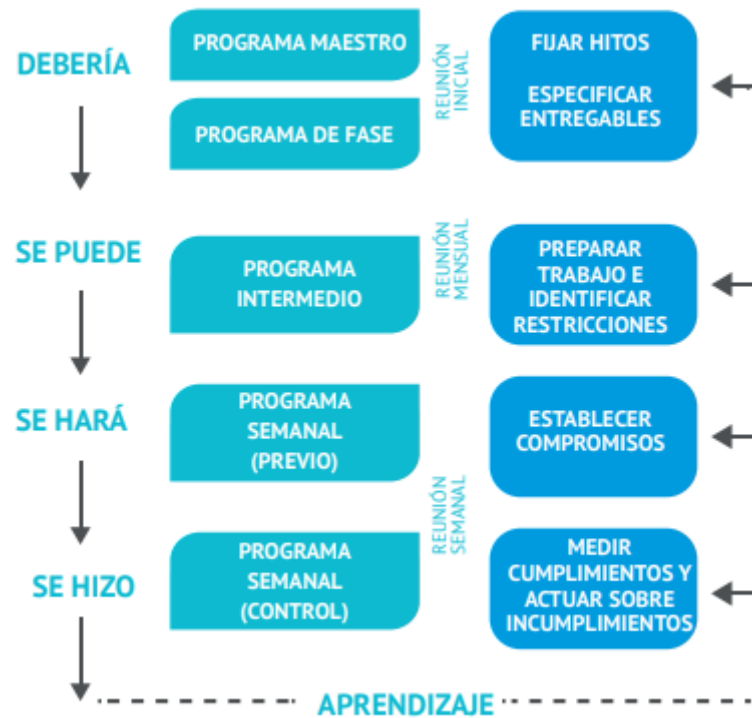 DEBERÍA
PROGRAMA MAESTRO
PROGRAMA DE FASE
REUNIÓN
INICIAL
FIJAR HITOS
ESPECIFICAR
ENTREGABLES
SE PUEDE
PROGRAMA
INTERMEDIO
REUNIÓN
MENSUAL
PREPARAR
TRABAJO E
IDENTIFICAR
RESTRICCIONES
SE HARÁ
PROGRAMA
SEMANAL
(PREVIO)
REUNIÓN
SEMANAL
ESTABLECER
COMPROMISOS
SE HIZO
PROGRAMA
SEMANAL
(CONTROL)
MEDIR
CUMPLIMIENTOS Y
ACTUAR SOBRE
INCUMPLIMIENTOS
APRENDIZAJE